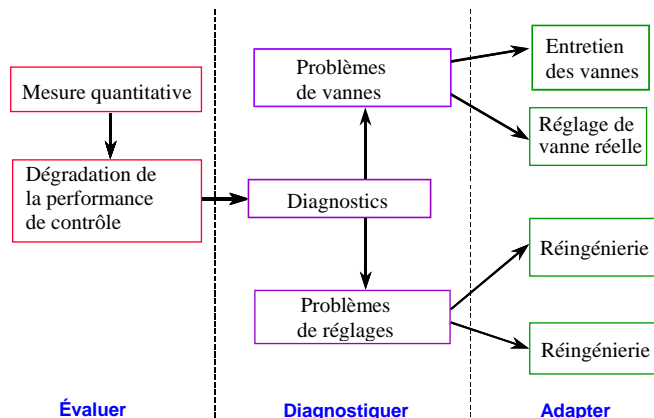 Mesure quantitative
Dégradation de
la performance
de contrôle
Problèmes
de vannes
Diagnostics
Problèmes
de réglages
Entretien
des vannes
Réglage de
vanne réelle
Réingénierie
Réingénierie
Évaluer
Diagnostiquer
Adapter